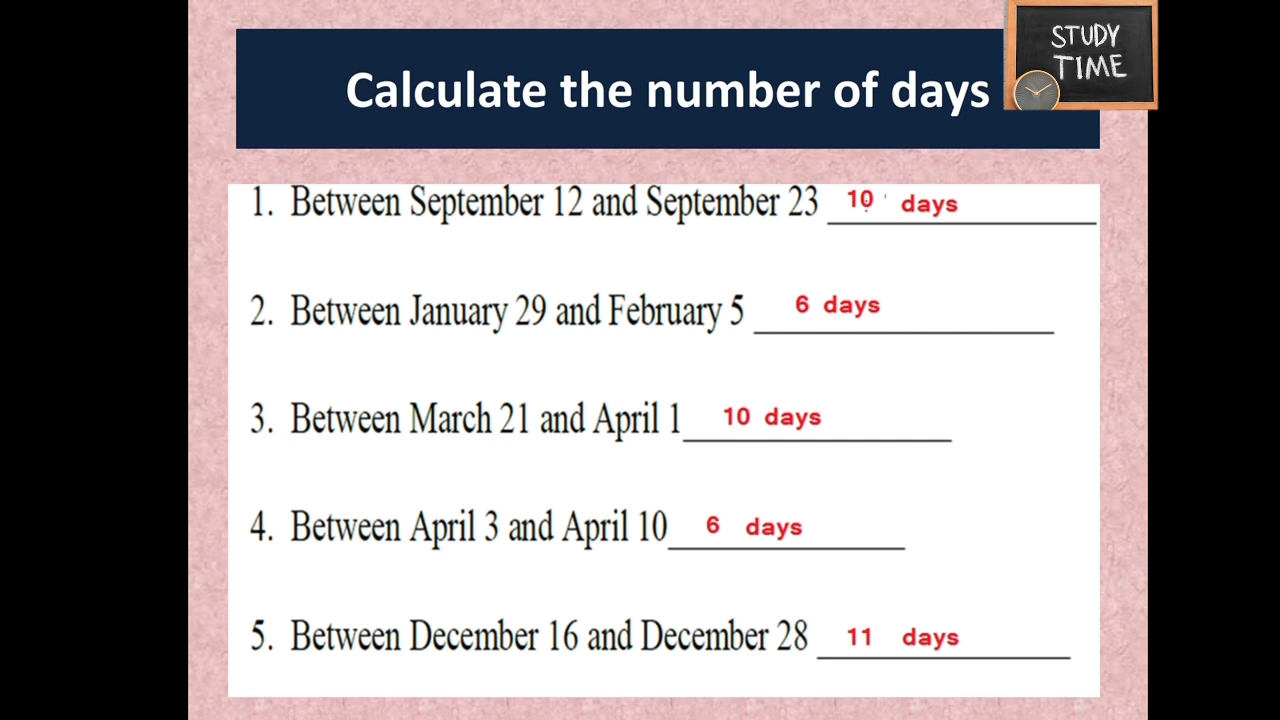 STUDY
TIME
Calculate the number of days
1. Between September 12 and September 23 10 days
2. Between January 29 and February 5 6 days
3. Between March 21 and April 1 10 days
4. Between April 3 and April 10 6 days
5. Between December 16 and December 28 11 days